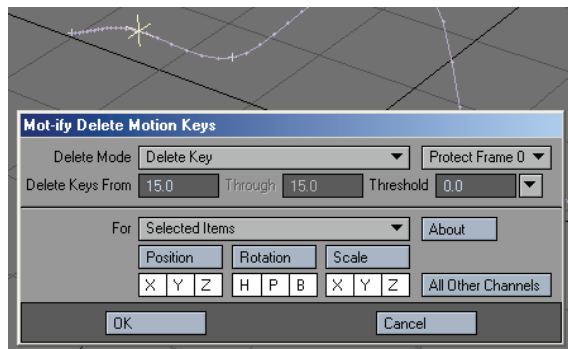 Mot-ify Delete Motion Keys
Delete Mode Delete Key Protect Frame 0
Delete Keys From 15.0 Through 15.0 Threshold 0.0
For Selected Items About
Position Rotation Scale
X Y Z H P B X Y Z All Other Channels
OK Cancel